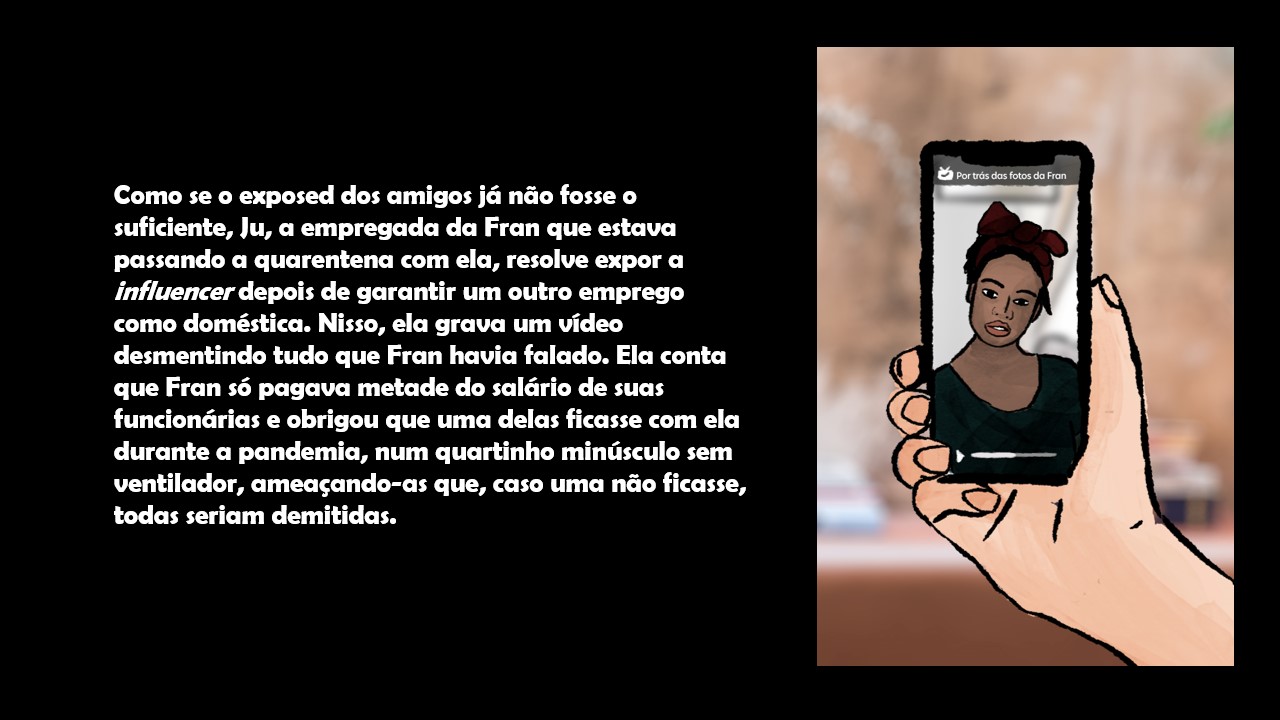 Como se o exposed dos amigos já não fosse o
suficiente, Ju, a empregada da Fran que estava
passando a quarentena com ela, resolve expor a
influencer depois de garantir um outro emprego
como doméstica. Nisso, ela grava um vídeo
desmentindo tudo que Fran havia falado. Ela conta
que Fran só pagava metade do salário de suas
funcionárias e obrigou que uma delas ficasse com ela
durante a pandemia, num quartinho minúsculo sem
ventilador, ameaçando-as que, caso uma não ficasse,
todas seriam demitidas.
Por trás das fotos da Fran